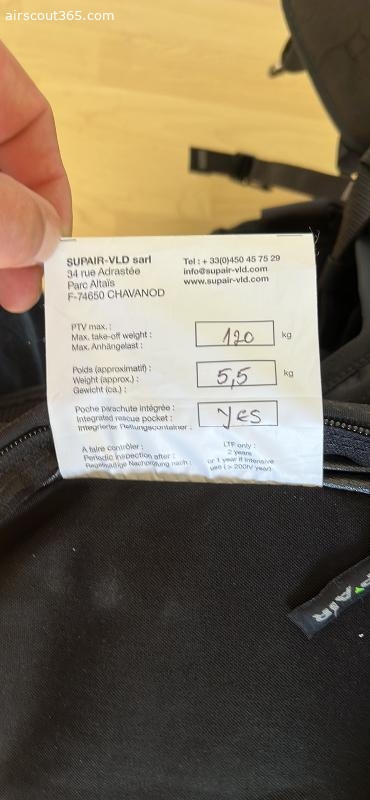 airscout365.com
SUPAIR-VLD sarl
34 rue Adrastée
Parc Altaïs
F-74650 CHAVANOD
Tel : + 33(0)450 45 75 29
info@supair-vld.com
www.supair-vld.com
PTV max. :
Max. take-off weight :
Max. Anhängelast :
120 kg
Poids (approximatif) :
Weight (approx.) :
Gewicht (ca.) :
5,5 kg
Poche parachute intégrée :
Integrated rescue pocket :
Integrierter Rettungscontainer :
yes
A faire contrôler :
Periodic inspection after :
Regelmäßige Nachprüfung nach :
LTF only :
2 years
or 1 year if intensive
use ( > 200h/ year)
P'AIR